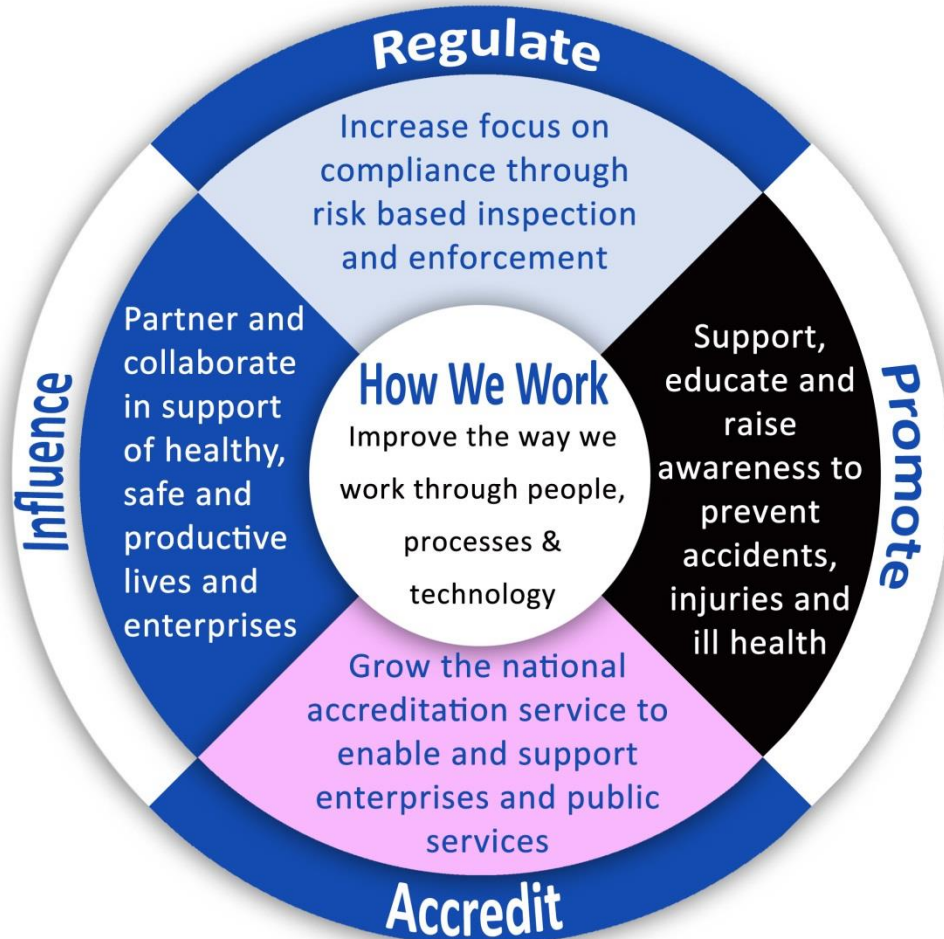 Regulate
Increase focus on
compliance through
risk based inspection
and enforcement
Influence
Partner and
collaborate
in support
of healthy,
safe and
productive
lives and
enterprises
How We Work
Improve the way we
work through people,
processes &
technology
Support,
educate and
raise
awareness to
prevent
accidents,
injuries and
ill health
Promote
Grow the national
accreditation service to
enable and support
enterprises and public
services
Accredit